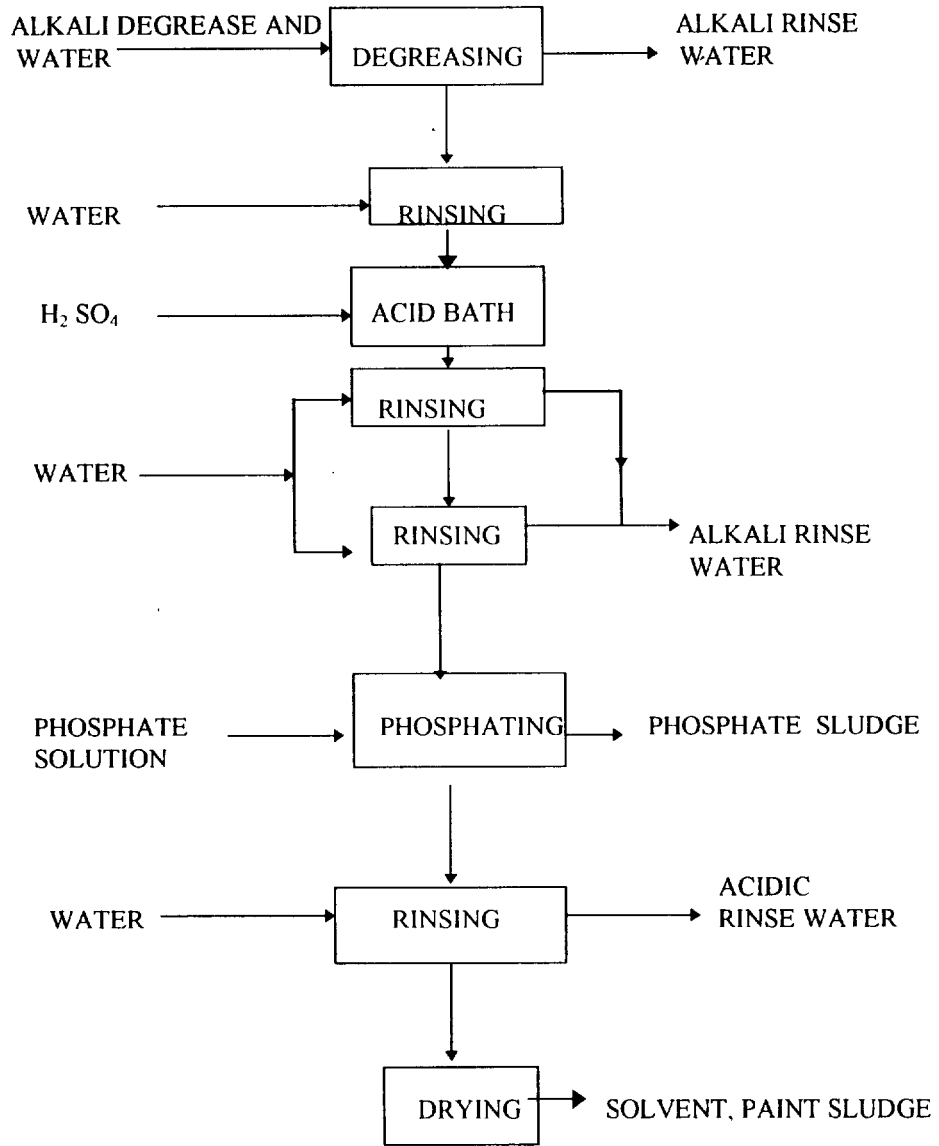 ALKALI DEGREASE AND
WATER
DEGREASING
ALKALI RINSE
WATER
WATER
RINSING
H₂ SO₄
ACID BATH
RINSING
WATER
RINSING
ALKALI RINSE
WATER
PHOSPHATE
SOLUTION
PHOSPHATING
PHOSPHATE SLUDGE
WATER
RINSING
ACIDIC
RINSE WATER
DRYING
SOLVENT, PAINT SLUDGE